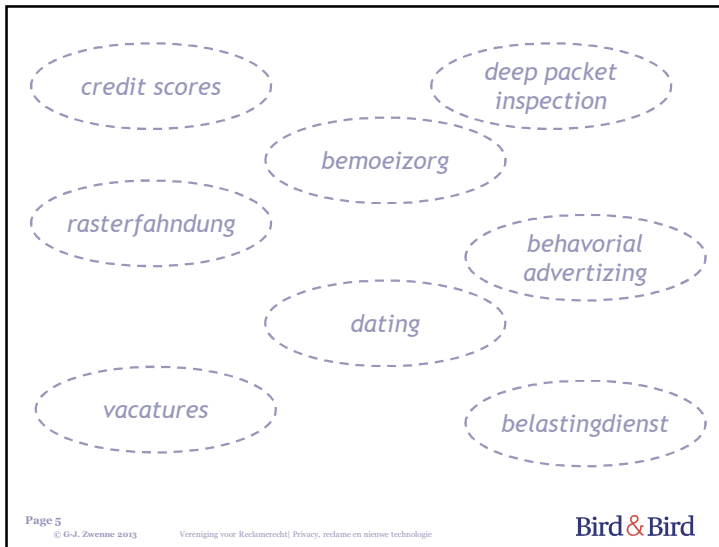 credit scores
deep packet
inspection
bemoeizorg
rasterfahndung
behavorial
advertizing
dating
vacatures
belastingdienst
Page 5
© G-J. Zwenne 2013 Vereniging voor Reclamerecht| Privacy, reclame en nieuwe technologie
Bird & Bird